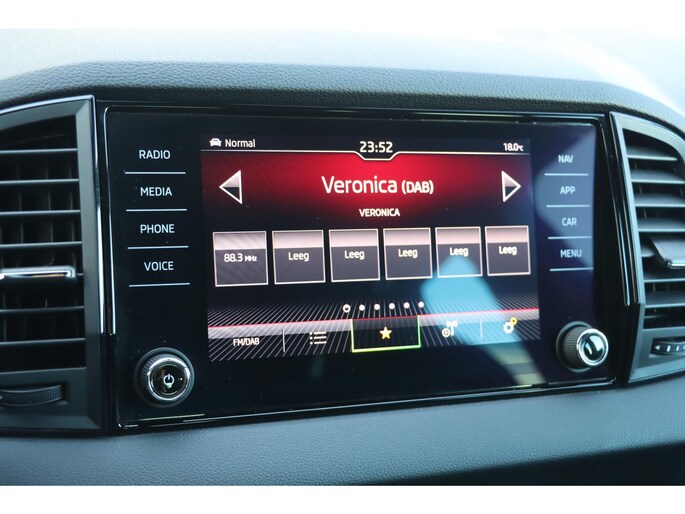 RADIO
MEDIA
PHONE
VOICE
Normal 23:52 18.0°C
Veronica (DAB)
VERONICA
88.3 MHz Leeg Leeg Leeg Leeg Leeg
FM/DAB
NAV
APP
CAR
MENU